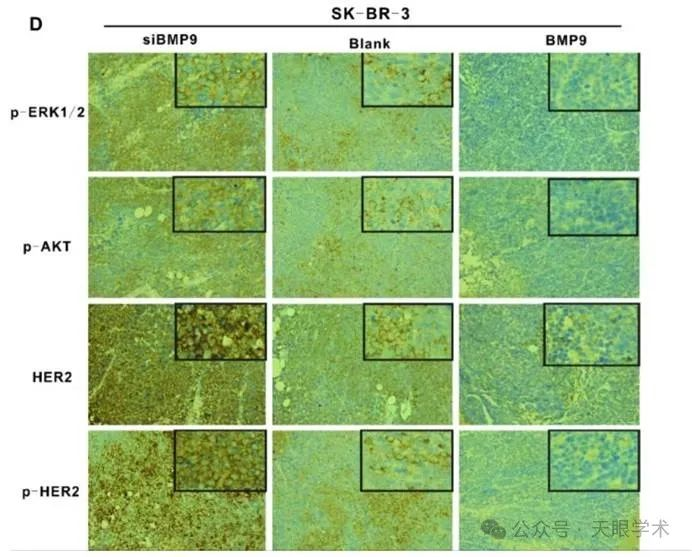 D
SK-BR-3
siBMP9 Blank BMP9
p-ERK1/2
p-AKT
HER2
p-HER2
公众号 · 天眼学术